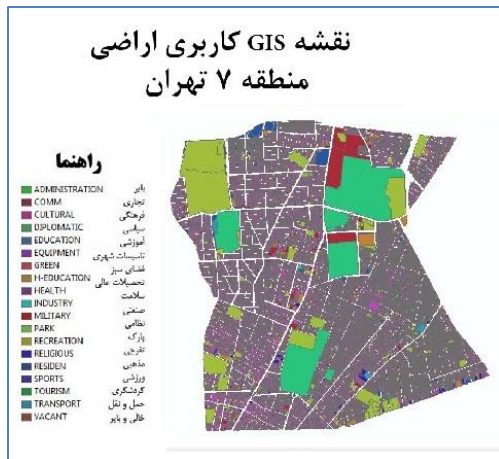 نقشه GIS کاربری اراضی
منطقه ۷ تهران
راهنما
ADMINISTRATION بایر
COMM تجاری
CULTURAL فرهنگی
DIPLOMATIC سیاسی
EDUCATION آموزشی
EQUIPMENT تاسیسات شهری
GREEN فضای سبز
H-EDUCATION تحصیلات عالی
HEALTH سلامت
INDUSTRY صنعتی
MILITARY نظامی
PARK پارک
RECREATION تفرجی
RELIGIOUS مذهبی
RESIDEN ورزشی
SPORTS گردشگری
TOURISM حمل و نقل
TRANSPORT خالی و بایر
VACANT